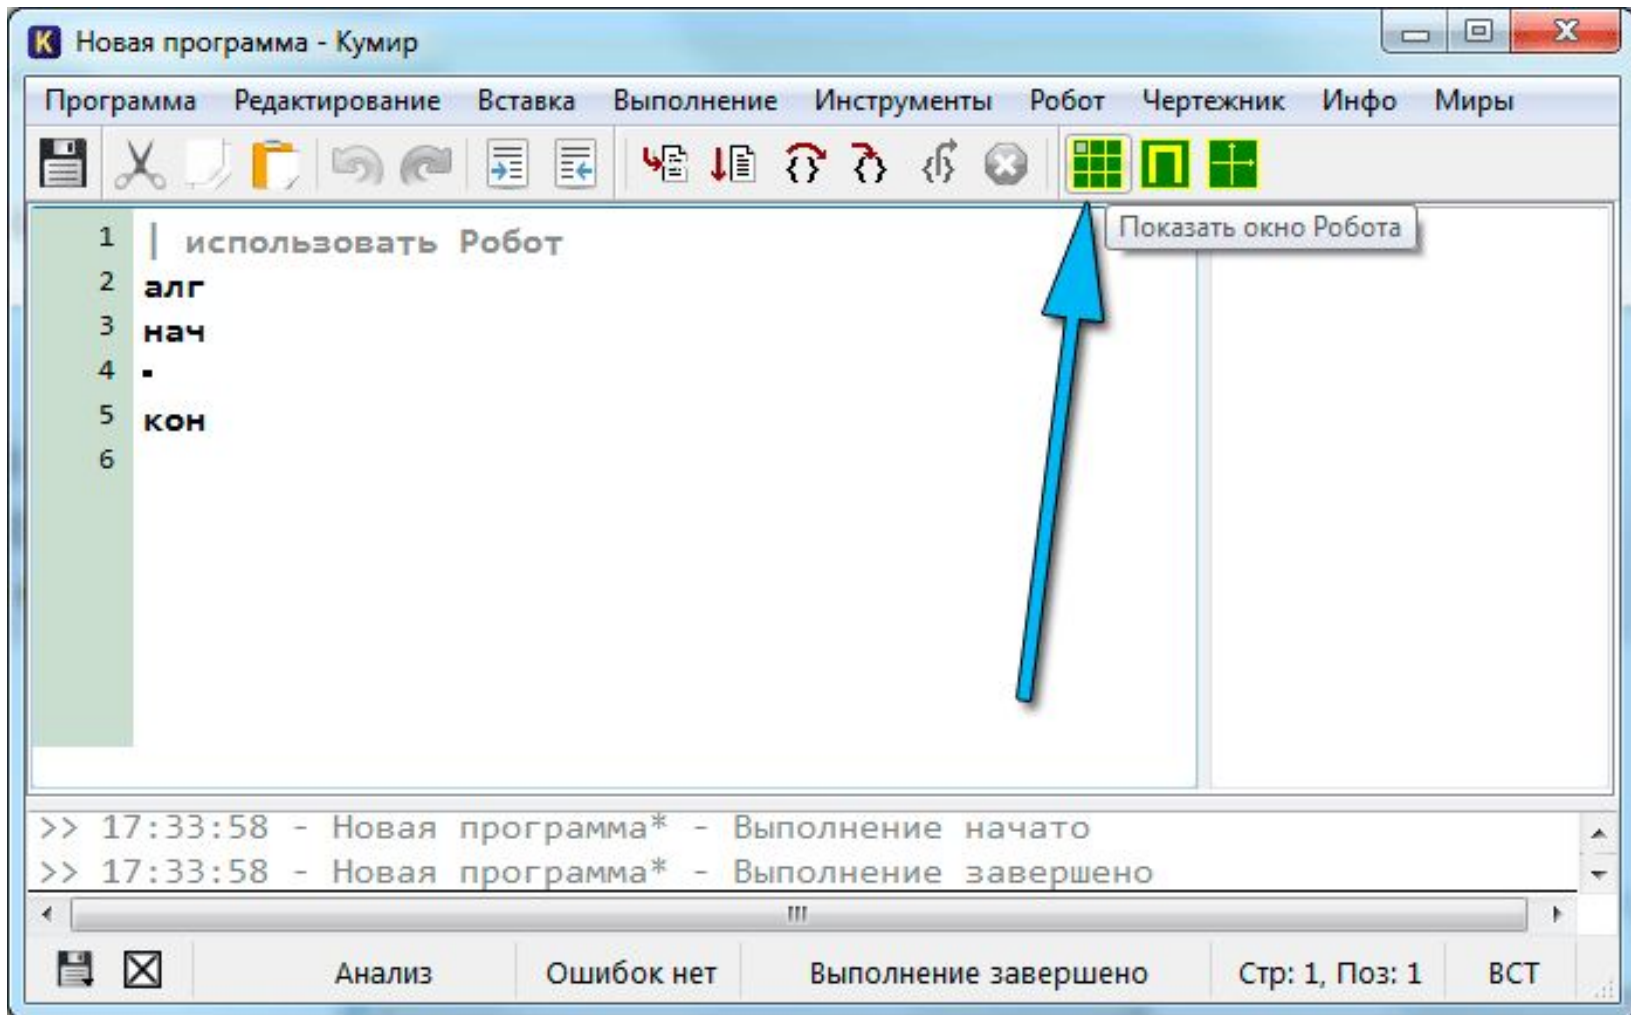 Новая программа - Кумир
Программа Редактирование Вставка Выполнение Инструменты Робот Чертежник Инфо Миры
Показать окно Робота
1 | использовать Робот
2 алг
3 нач
4 .
5 кон
6
>> 17:33:58 - Новая программа* - Выполнение начато
>> 17:33:58 - Новая программа* - Выполнение завершено
Анализ Ошибок нет Выполнение завершено Стр: 1, Поз: 1 ВСТ